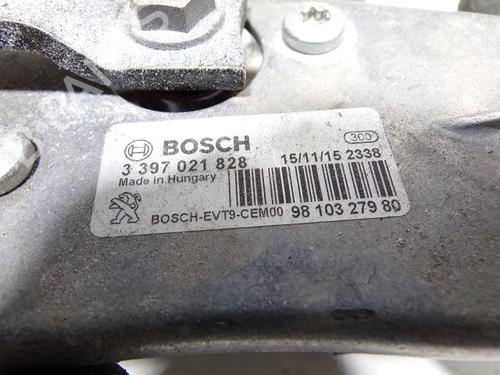 BOSCH
300
3 397 021 828 15/11/15 2338
Made in Hungary
BOSCH-EVT9-CEM00 98 103 279 80